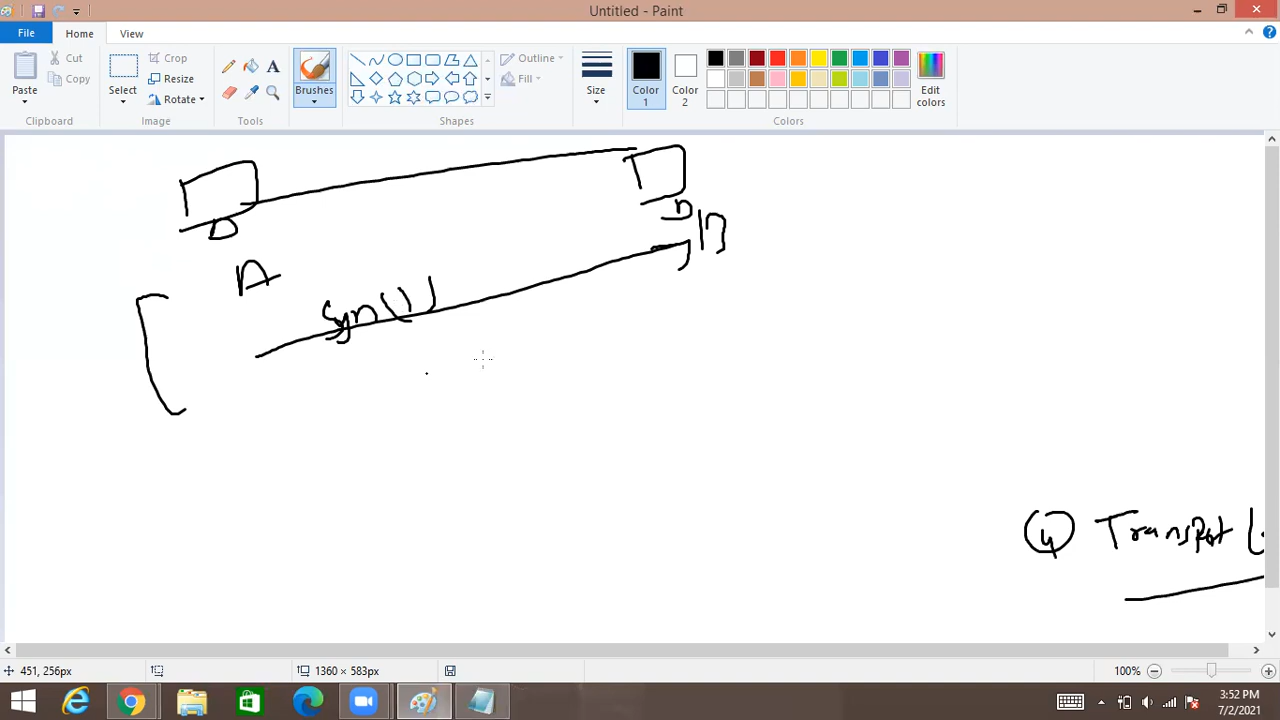 Untitled - Paint
File Home View
Paste
Cut
Copy
Clipboard
Select
Crop
Resize
Rotate
Image
A
Tools
Brushes
Shapes
Outline
Fill
Size
Color 1
Color 2
Edit colors
Colors
A
Syn(1)
4 Transport
451, 256px
1360 × 583px
100%
3:52 PM
7/2/2021